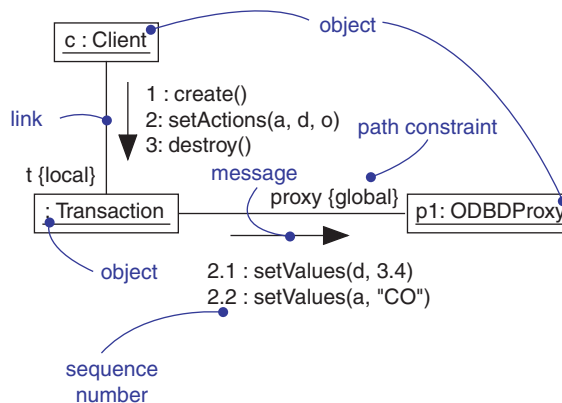 c : Client
object
1 : create()
2: setActions(a, d, o)
3: destroy()
link
path constraint
t {local}
message
proxy {global}
: Transaction
p1: ODBDProxy
object
2.1 : setValues(d, 3.4)
2.2 : setValues(a, "CO")
sequence
number